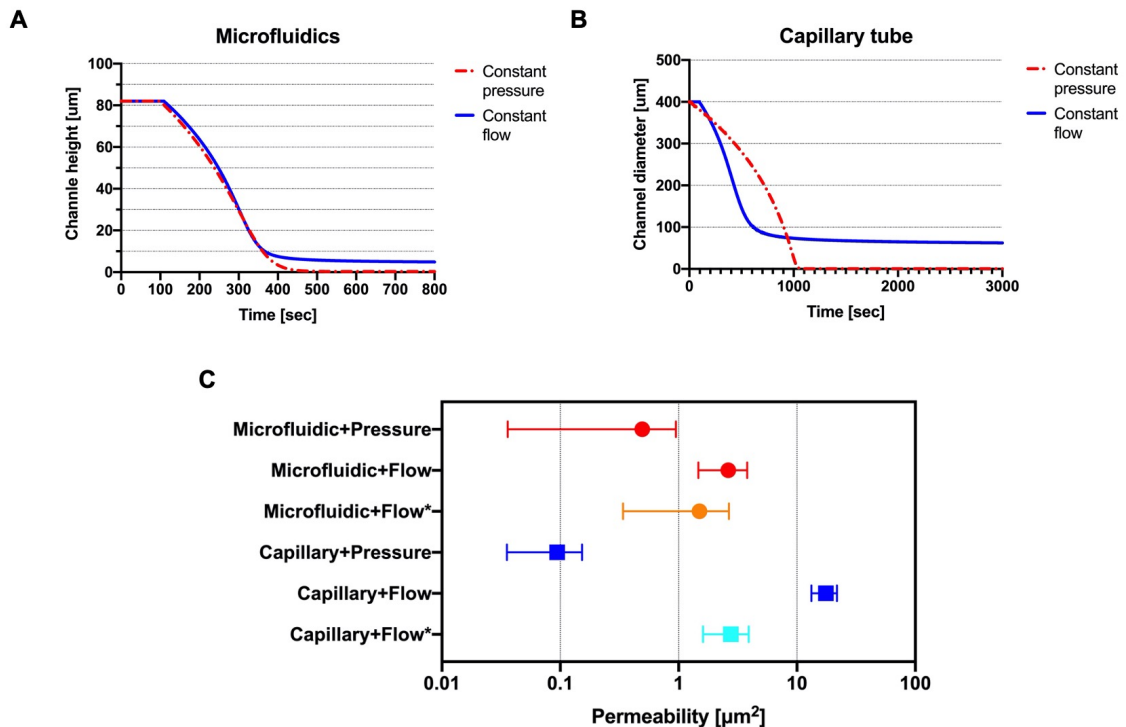 A
Microfluidics
Channle height [um]
100
80
60
40
20
0
0 100 200 300 400 500 600 700 800
Time [sec]
Constant
pressure
Constant
flow
B
Capillary tube
Channel diameter [um]
500
400
300
200
100
0
0 1000 2000 3000
Time [sec]
Constant
pressure
Constant
flow
C
Microfluidic+Pressure
Microfluidic+Flow
Microfluidic+Flow*
Capillary+Pressure
Capillary+Flow
Capillary+Flow*
0.01 0.1 1 10 100
Permeability [µm²]